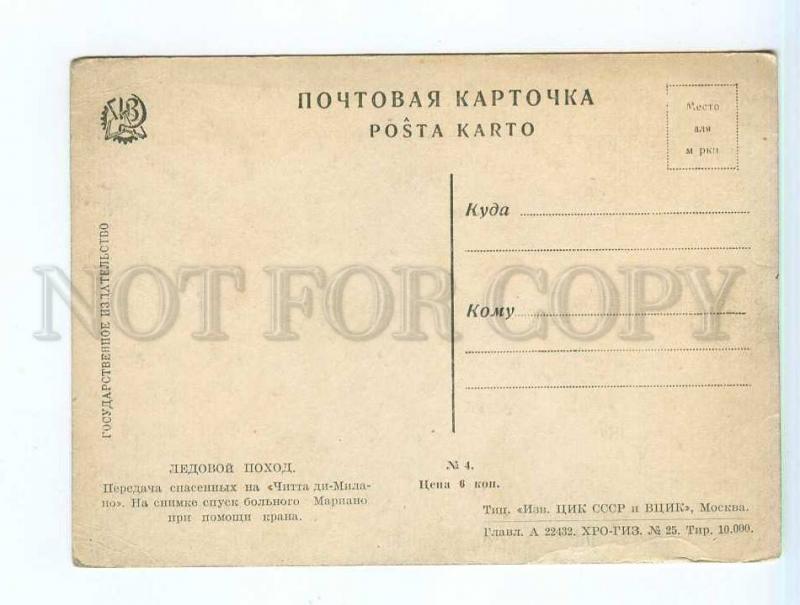 ПОЧТОВАЯ КАРТОЧКА
POŜTA KARTO
Место
для
м рки
ГОСУДАРСТВЕННОЕ ИЗДАТЕЛЬСТВО
Куда
Кому
NOT FOR COPY
ЛЕДОВОЙ ПОХОД.
Передача спасенных на «Читта ди-Мила-
но». На снимке спуск больного Мариано
при помощи крана.
№ 4.
Цена 6 коп.
Тип. «Изв. ЦИК СССР и ВЦИК», Москва.
Главл. А 22432. ХРО-ГИЗ. № 25. Тир. 10.000.